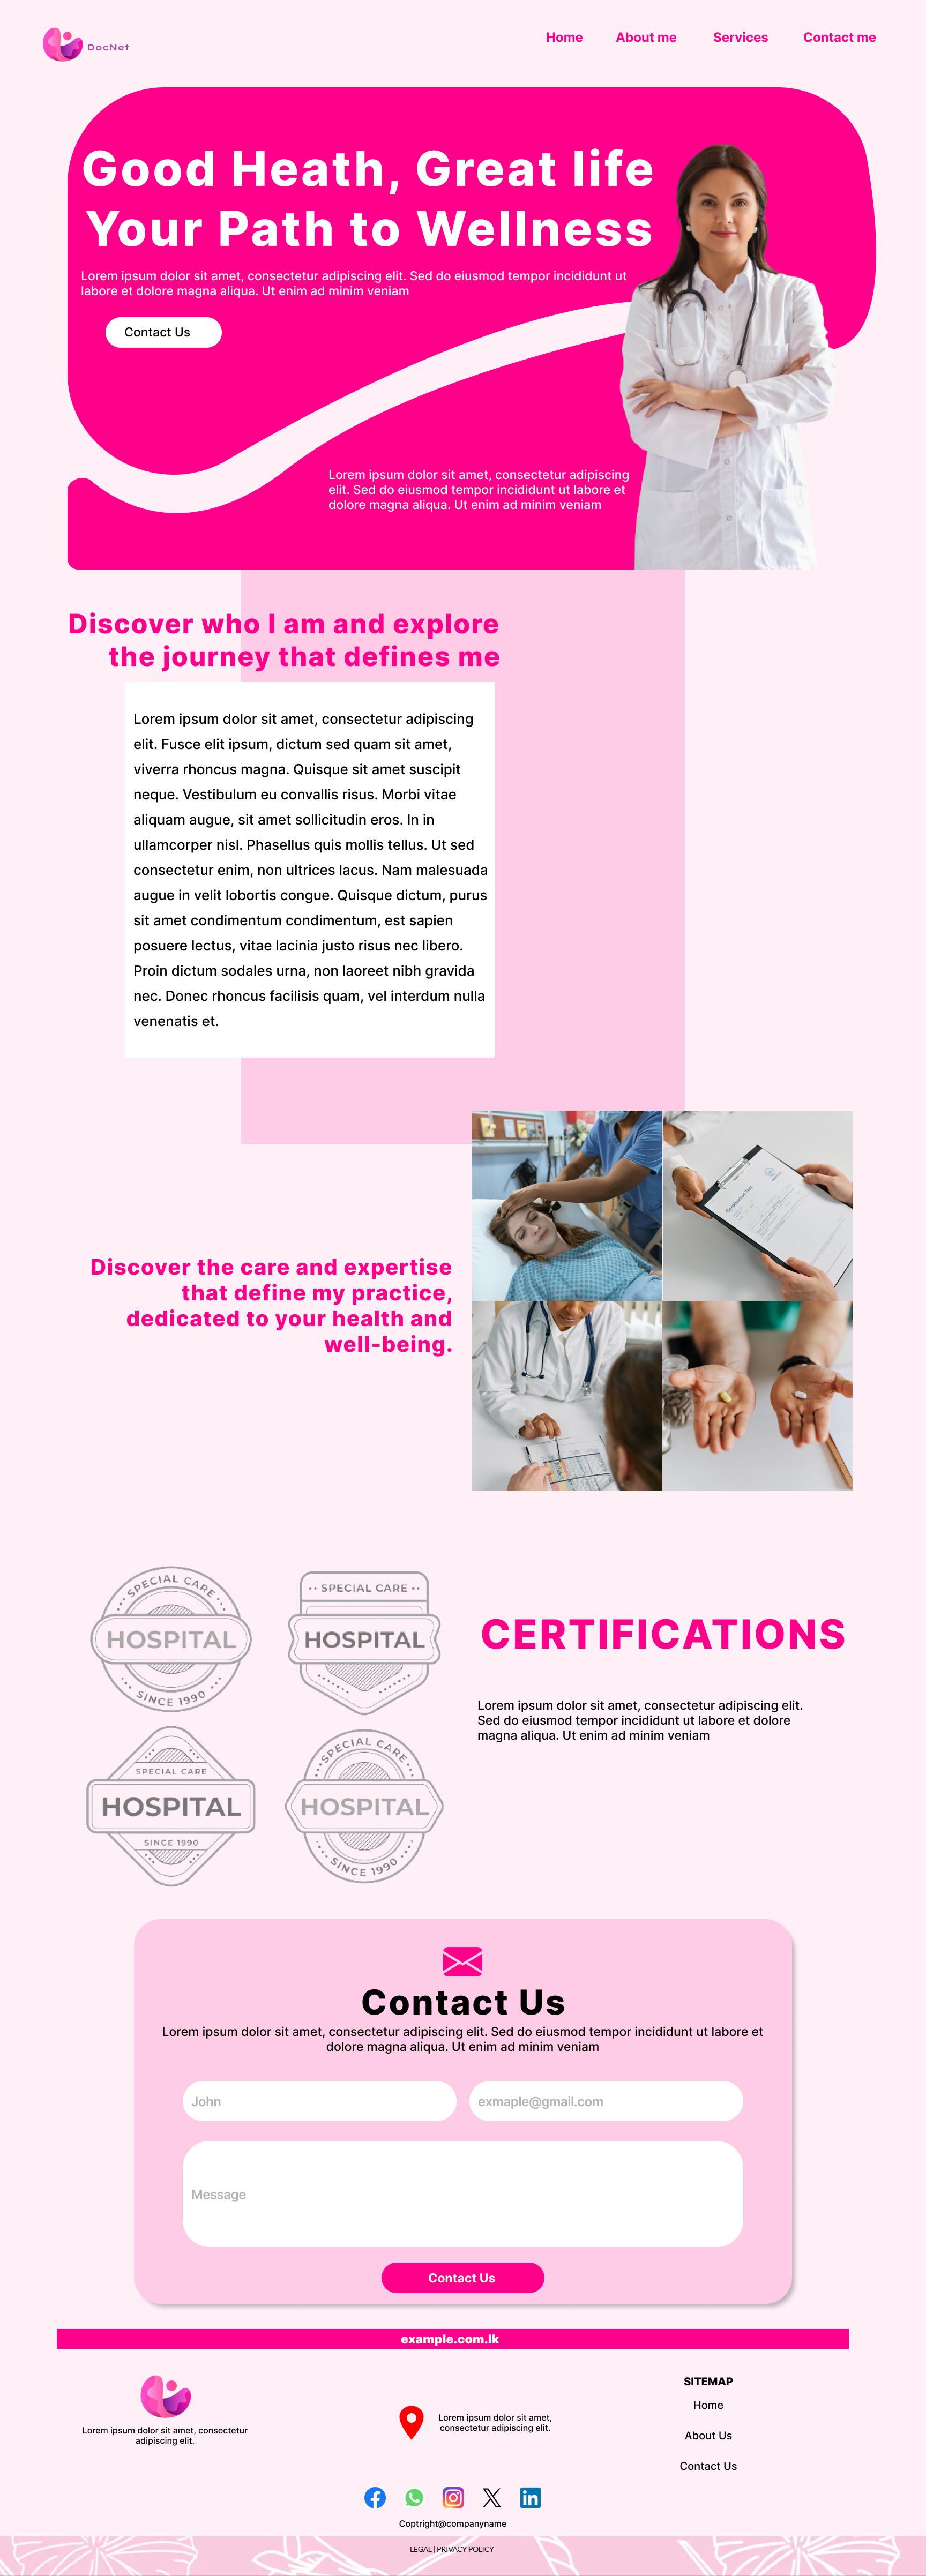 DocNet
Home About me Services Contact me
Good Heath, Great life
Your Path to Wellness
Lorem ipsum dolor sit amet, consectetur adipiscing elit. Sed do eiusmod tempor incididunt ut
labore et dolore magna aliqua. Ut enim ad minim veniam
Contact Us
Lorem ipsum dolor sit amet, consectetur adipiscing
elit. Sed do eiusmod tempor incididunt ut labore et
dolore magna aliqua. Ut enim ad minim veniam
Discover who I am and explore
the journey that defines me
Lorem ipsum dolor sit amet, consectetur adipiscing
elit. Fusce elit ipsum, dictum sed quam sit amet,
viverra rhoncus magna. Quisque sit amet suscipit
neque. Vestibulum eu convallis risus. Morbi vitae
aliquam augue, sit amet sollicitudin eros. In in
ullamcorper nisl. Phasellus quis mollis tellus. Ut sed
consectetur enim, non ultrices lacus. Nam malesuada
augue in velit lobortis congue. Quisque dictum, purus
sit amet condimentum condimentum, est sapien
posuere lectus, vitae lacinia justo risus nec libero.
Proin dictum sodales urna, non laoreet nibh gravida
nec. Donec rhoncus facilisis quam, vel interdum nulla
venenatis et.
Coronavirus Test
Discover the care and expertise
that define my practice,
dedicated to your health and
well-being.
SPECIAL CARE
HOSPITAL
SINCE 1990
SPECIAL CARE
HOSPITAL
SPECIAL CARE
HOSPITAL
SINCE 1990
SPECIAL CARE
HOSPITAL
SINCE 1990
CERTIFICATIONS
Lorem ipsum dolor sit amet, consectetur adipiscing elit.
Sed do eiusmod tempor incididunt ut labore et dolore
magna aliqua. Ut enim ad minim veniam
Contact Us
Lorem ipsum dolor sit amet, consectetur adipiscing elit. Sed do eiusmod tempor incididunt ut labore et
dolore magna aliqua. Ut enim ad minim veniam
John
exmaple@gmail.com
Message
Contact Us
example.com.lk
Lorem ipsum dolor sit amet, consectetur
adipiscing elit.
Lorem ipsum dolor sit amet,
consectetur adipiscing elit.
SITEMAP
Home
About Us
Contact Us
Coptright@companyname
LEGAL | PRIVACY POLICY